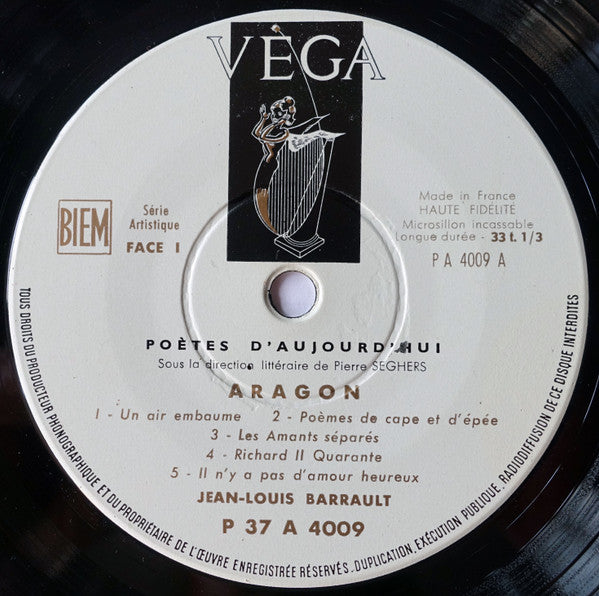 VÈGA
BIEM
Série
Artistique
FACE I
Made in France
HAUTE FIDÉLITÉ
Microsillon incassable
Longue durée - 33 t. 1/3
P A 4009 A
POÈTES D'AUJOURD'HUI
Sous la direction littéraire de Pierre SEGHERS
ARAGON
1 - Un air embaume 2 - Poèmes de cape et d'épée
3 - Les Amants séparés
4 - Richard II Quarante
5 - Il n'y a pas d'amour heureux
JEAN-LOUIS BARRAULT
P 37 A 4009
TOUS DROITS DU PRODUCTEUR PHONOGRAPHIQUE ET DU PROPRIÉTAIRE DE L'ŒUVRE ENREGISTRÉE RÉSERVÉS. DUPLICATION, EXÉCUTION PUBLIQUE, RADIODIFFUSION DE CE DISQUE INTERDITES